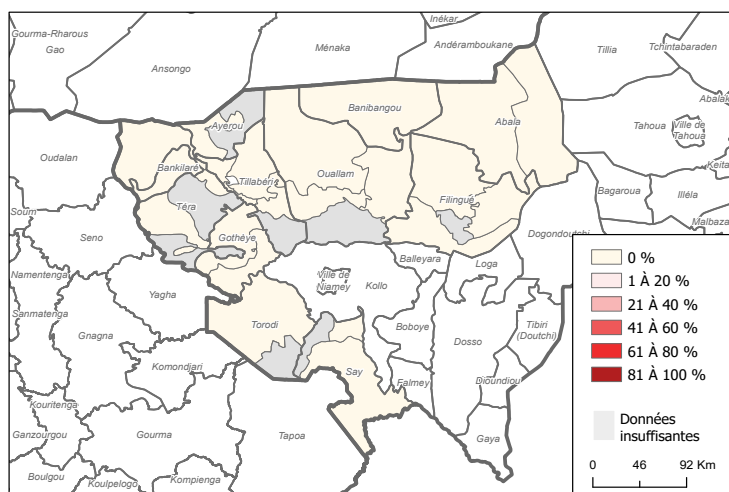 Gourma-Rharous
Gao
Ansongo
Ménaka
Inékar
Andéramboukane
Tillia
Tchintabaraden
Abalak
Tahoua
Ville de
Tahoua
Keita
Bagaroua
Illéla
Malbaza
Dogondoutchi
Oudalan
Ayerou
Banibangou
Abala
Bankilaré
Tillabéri
Ouallam
Filingué
Téra
Gothèye
Soum
Seno
Namentenga
Yagha
Sanmatenga
Gnagna
Komondjari
Kouritenga
Ganzourgou
Gourma
Boulgou
Koulpelogo
Kompienga
Tapoa
Ville de
Niamey
Kollo
Balleyara
Loga
Torodi
Say
Boboye
Dosso
Tibiri
(Doutchi)
Falmey
Dioundiou
Gaya
0 %
1 À 20 %
21 À 40 %
41 À 60 %
61 À 80 %
81 À 100 %
Données
insuffisantes
0 46 92 Km